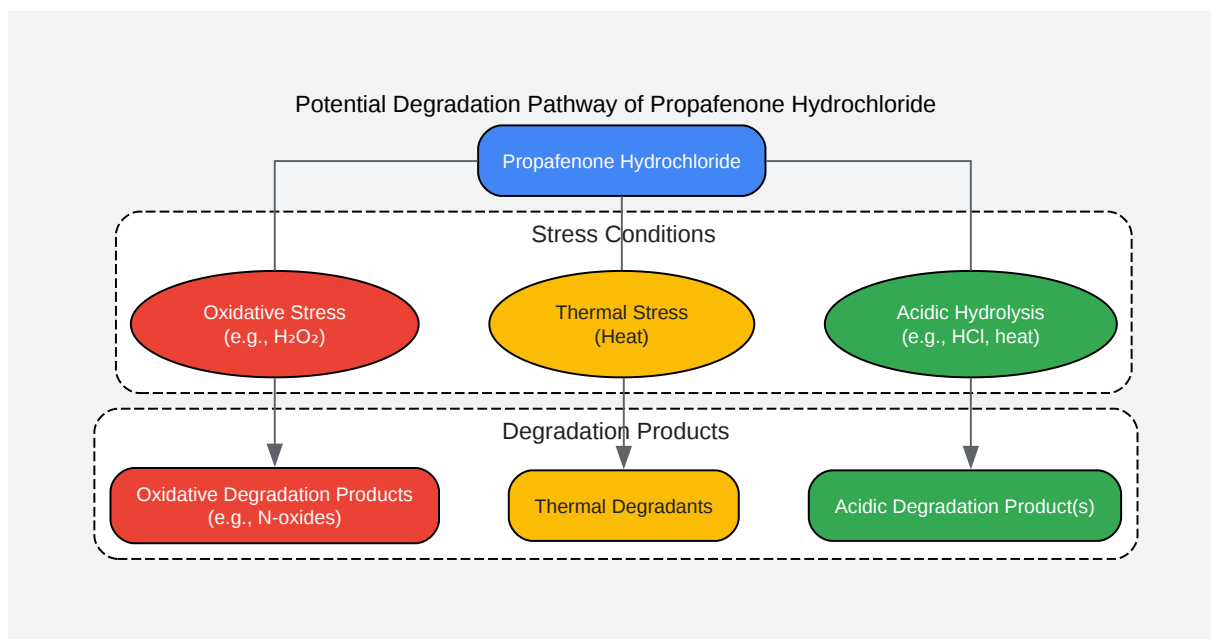 Potential Degradation Pathway of Propafenone Hydrochloride
Propafenone Hydrochloride
Stress Conditions
Oxidative Stress
(e.g., H₂O₂)
Thermal Stress
(Heat)
Acidic Hydrolysis
(e.g., HCl, heat)
Degradation Products
Oxidative Degradation Products
(e.g., N-oxides)
Thermal Degradants
Acidic Degradation Product(s)